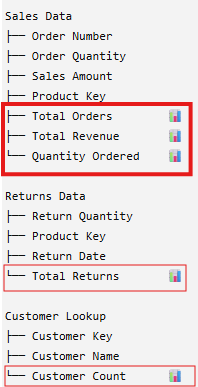 Sales Data
├── Order Number
├── Order Quantity
├── Sales Amount
├── Product Key
├── Total Orders 📊
├── Total Revenue 📊
└── Quantity Ordered 📊
Returns Data
├── Return Quantity
├── Product Key
├── Return Date
└── Total Returns 📊
Customer Lookup
├── Customer Key
├── Customer Name
└── Customer Count 📊